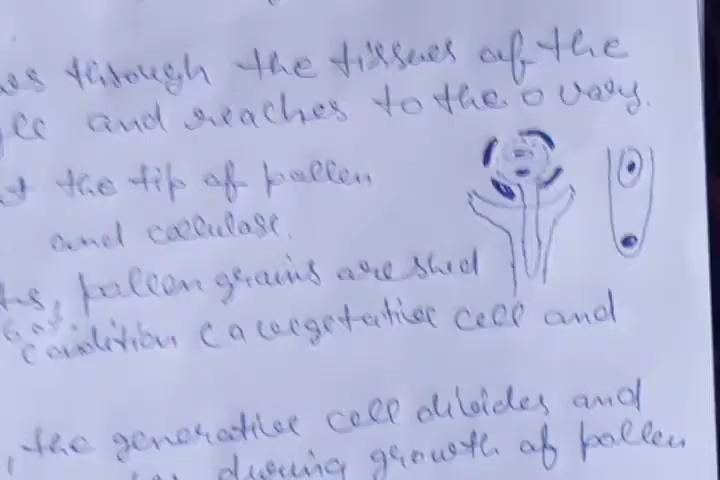 through the tissues of the
and reaches to the ovary.
the tip of pollen
and cellulase.
pollen grains are shed
condition (a vegetative cell and
the generative cell divides and
during growth of pollen